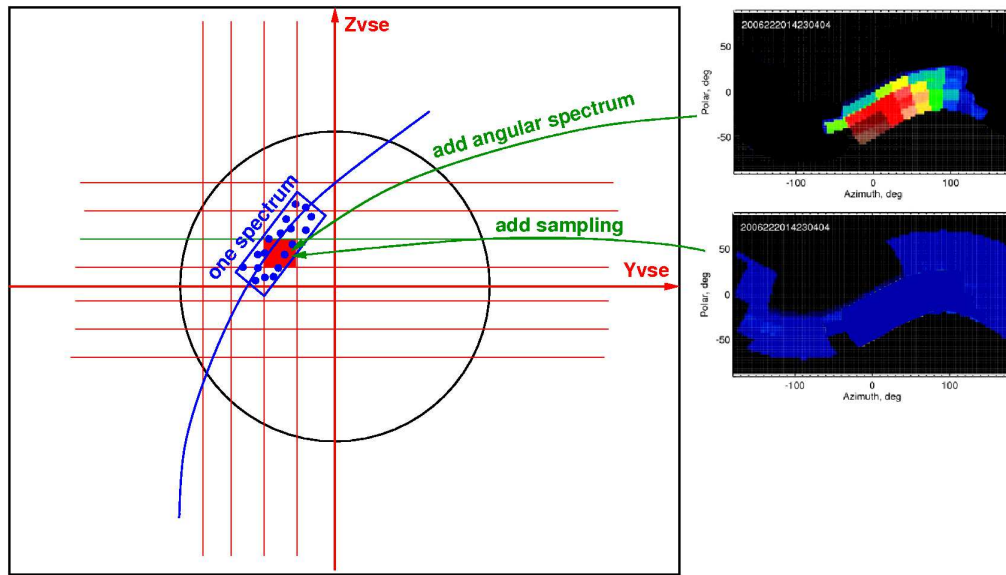 Zvse
add angular spectrum
one spectrum
add sampling
Yvse
2006222014230404
50
0
-50
Polar, deg
-100
0
100
Azimuth, deg
2006222014230404
50
0
-50
Polar, deg
-100
0
100
Azimuth, deg